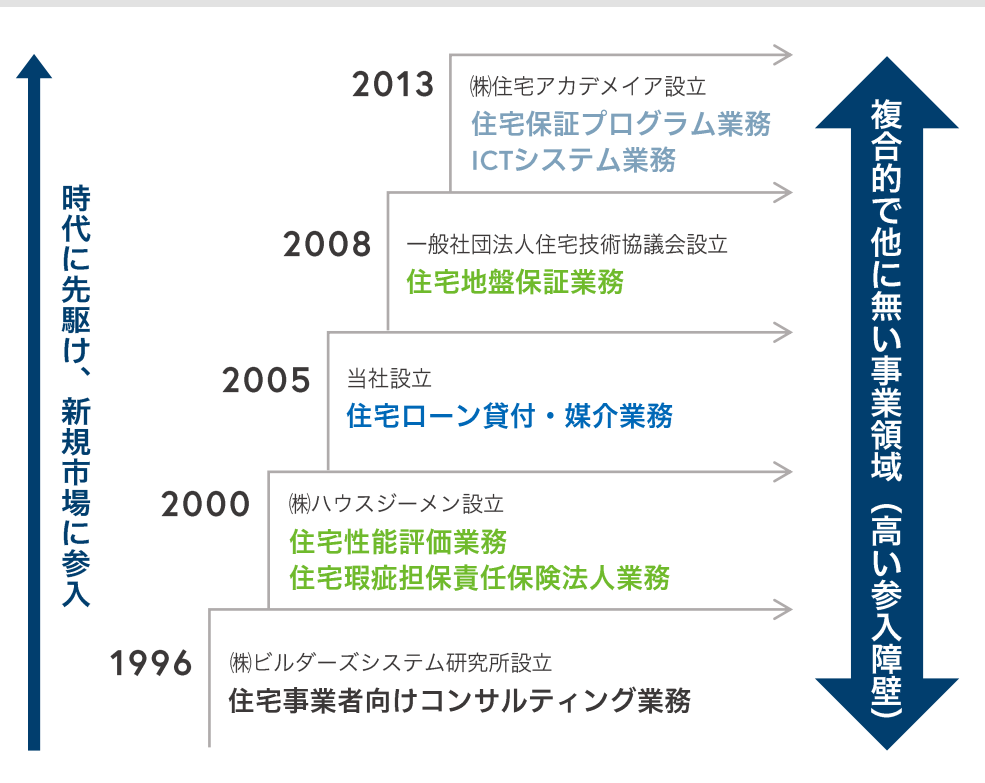 時代に先駆け、新規市場に参入
2013
㈱住宅アカデメイア設立
住宅保証プログラム業務
ICTシステム業務
2008
一般社団法人住宅技術協議会設立
住宅地盤保証業務
2005
当社設立
住宅ローン貸付・媒介業務
2000
㈱ハウスジーメン設立
住宅性能評価業務
住宅瑕疵担保責任保険法人業務
1996
㈱ビルダーズシステム研究所設立
住宅事業者向けコンサルティング業務
複合的で他に無い事業領域（高い参入障壁）